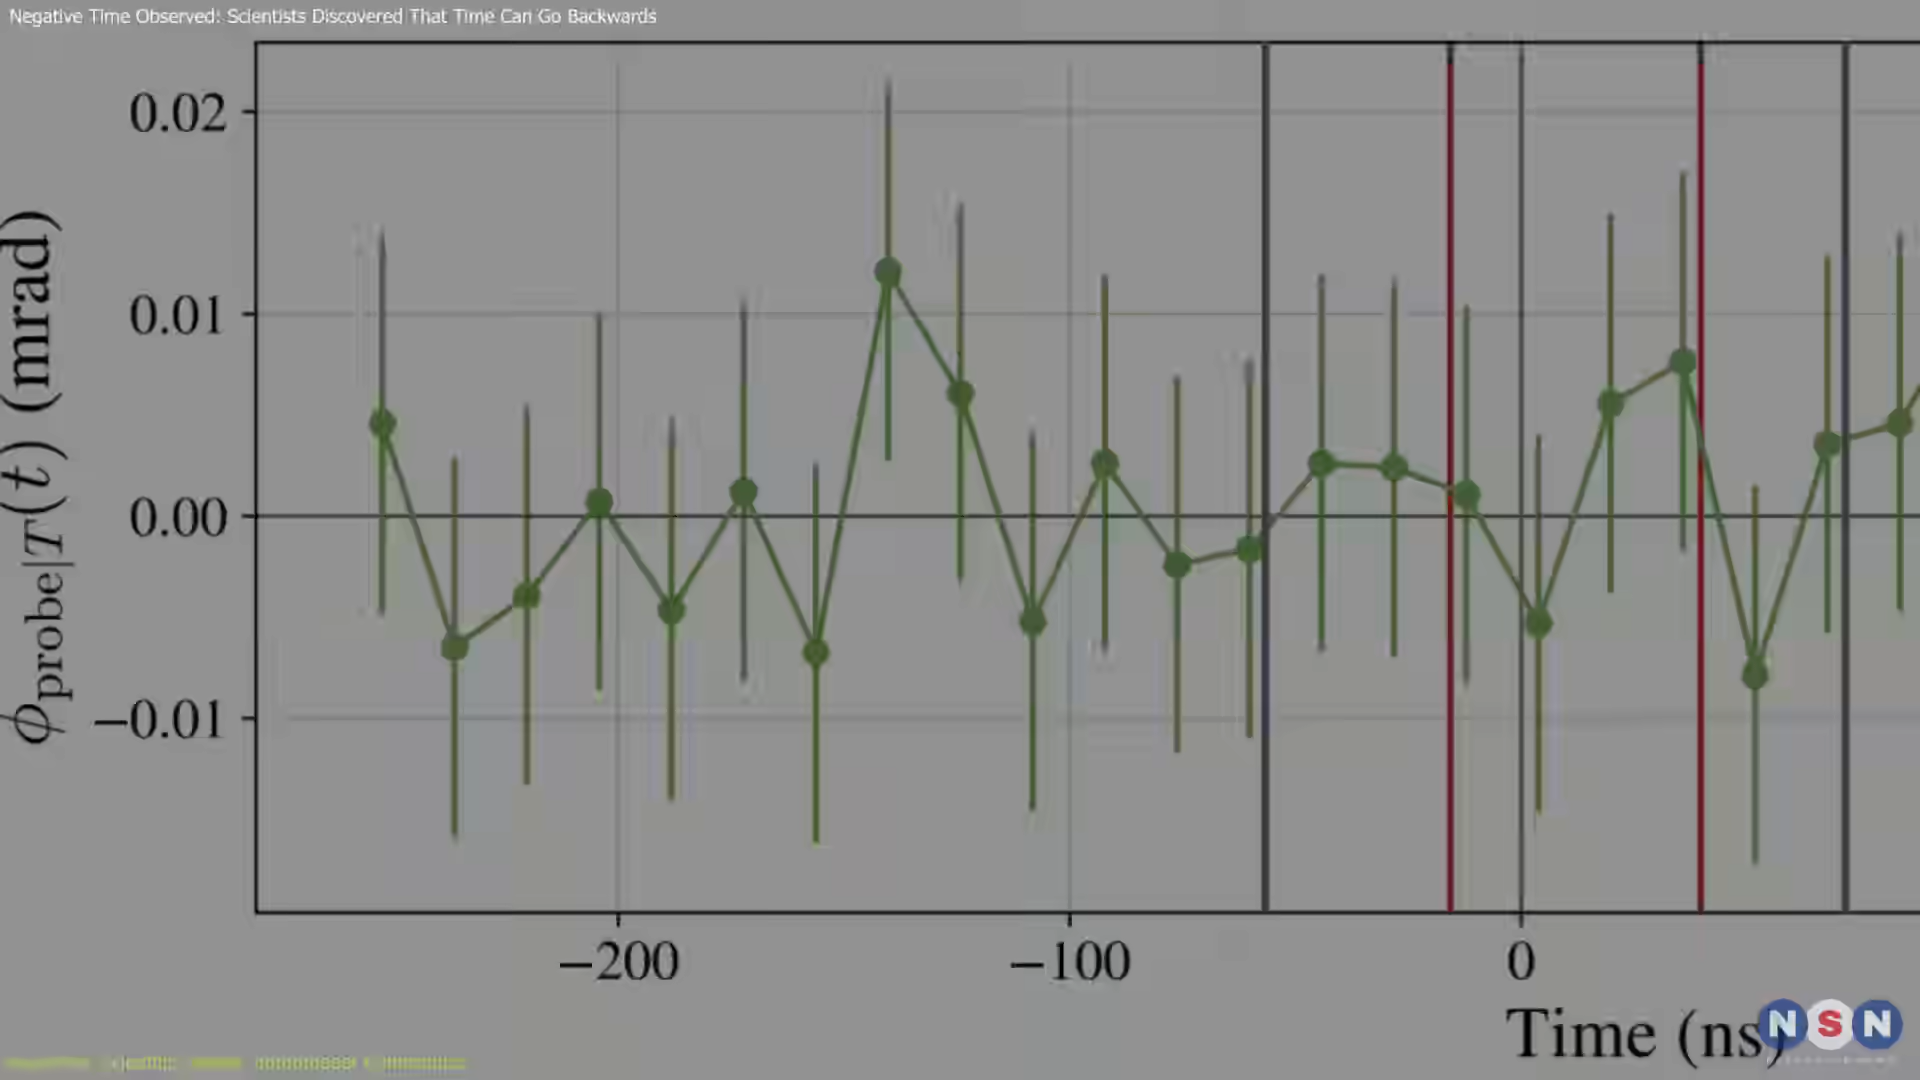 Negative Time Observed: Scientists Discovered That Time Can Go Backwards
0.02
0.01
0.00
−0.01
ϕprobe|T(t) (mrad)
−200
−100
0
Time (ns)
NSN